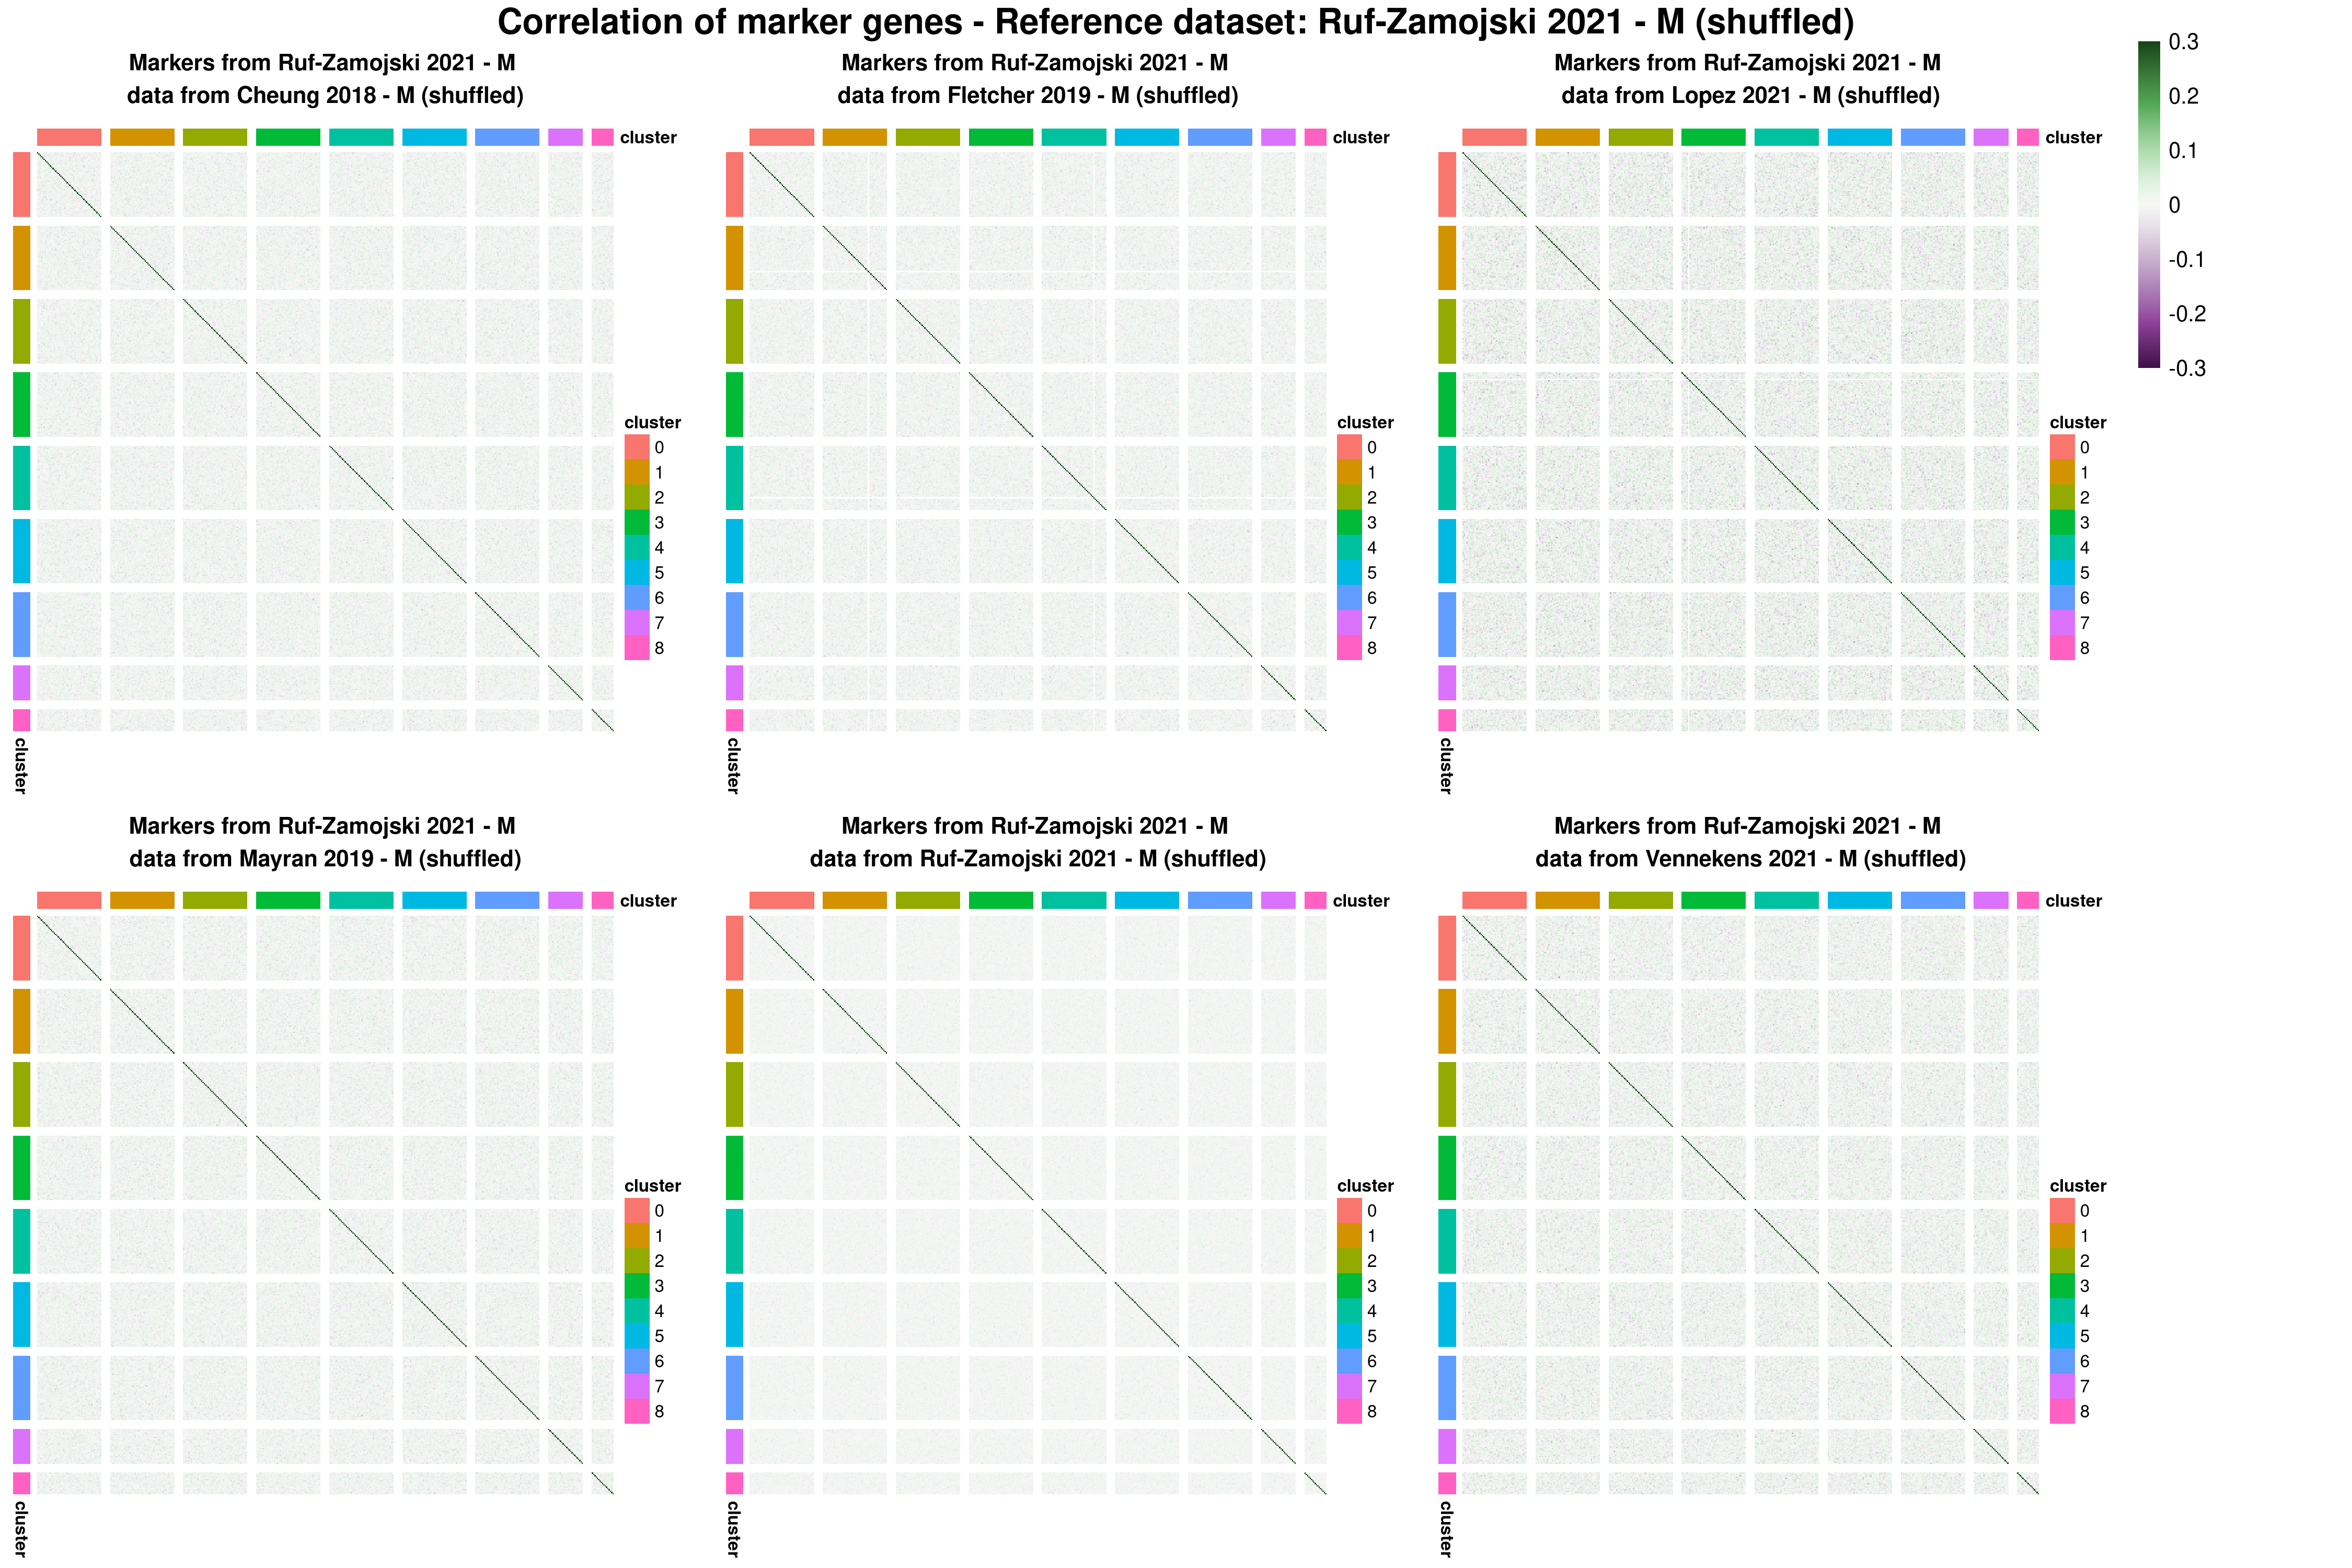 Correlation of marker genes - Reference dataset: Ruf-Zamojski 2021 - M (shuffled)
Markers from Ruf-Zamojski 2021 - M
data from Cheung 2018 - M (shuffled)
cluster
cluster
0
1
2
3
4
5
6
7
8
cluster
Markers from Ruf-Zamojski 2021 - M
data from Fletcher 2019 - M (shuffled)
cluster
cluster
0
1
2
3
4
5
6
7
8
cluster
Markers from Ruf-Zamojski 2021 - M
data from Lopez 2021 - M (shuffled)
cluster
cluster
0
1
2
3
4
5
6
7
8
cluster
0.3
0.2
0.1
0
-0.1
-0.2
-0.3
Markers from Ruf-Zamojski 2021 - M
data from Mayran 2019 - M (shuffled)
cluster
cluster
0
1
2
3
4
5
6
7
8
cluster
Markers from Ruf-Zamojski 2021 - M
data from Ruf-Zamojski 2021 - M (shuffled)
cluster
cluster
0
1
2
3
4
5
6
7
8
cluster
Markers from Ruf-Zamojski 2021 - M
data from Vennekens 2021 - M (shuffled)
cluster
cluster
0
1
2
3
4
5
6
7
8
cluster